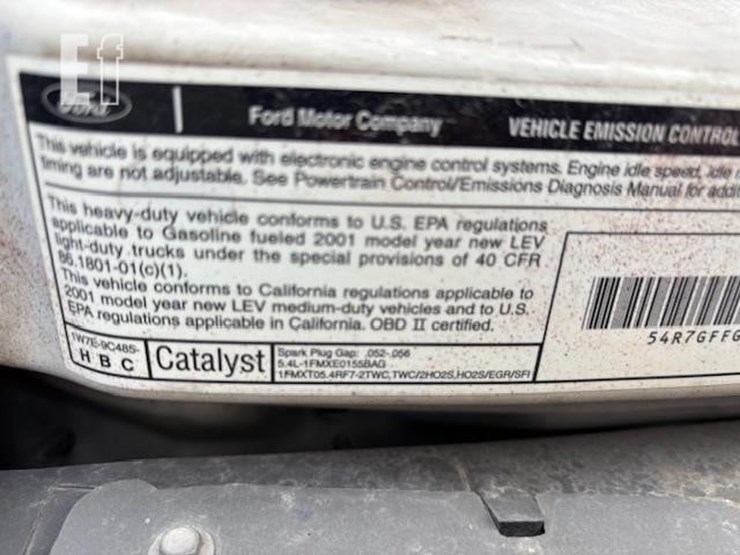 Ef
Ford
Ford Motor Company
VEHICLE EMISSION CONTROL
This vehicle is equipped with electronic engine control systems. Engine idle speed, idle
timing are not adjustable. See Powertrain Control/Emissions Diagnosis Manual for addit
This heavy-duty vehicle conforms to U.S. EPA regulations
applicable to Gasoline fueled 2001 model year new LEV
light-duty trucks under the special provisions of 40 CFR
86.1801-01(c)(1).
This vehicle conforms to California regulations applicable to
2001 model year new LEV medium-duty vehicles and to U.S.
EPA regulations applicable in California. OBD II certified.
54R7GFFG
1W7E-9C485-
H B C
Catalyst
Spark Plug Gap: .052-.056
5.4L-1FMXE0155BAG
1FMXT05.4RF7-2TWC,TWC/2HO2S,HO2S/EGR/SFI